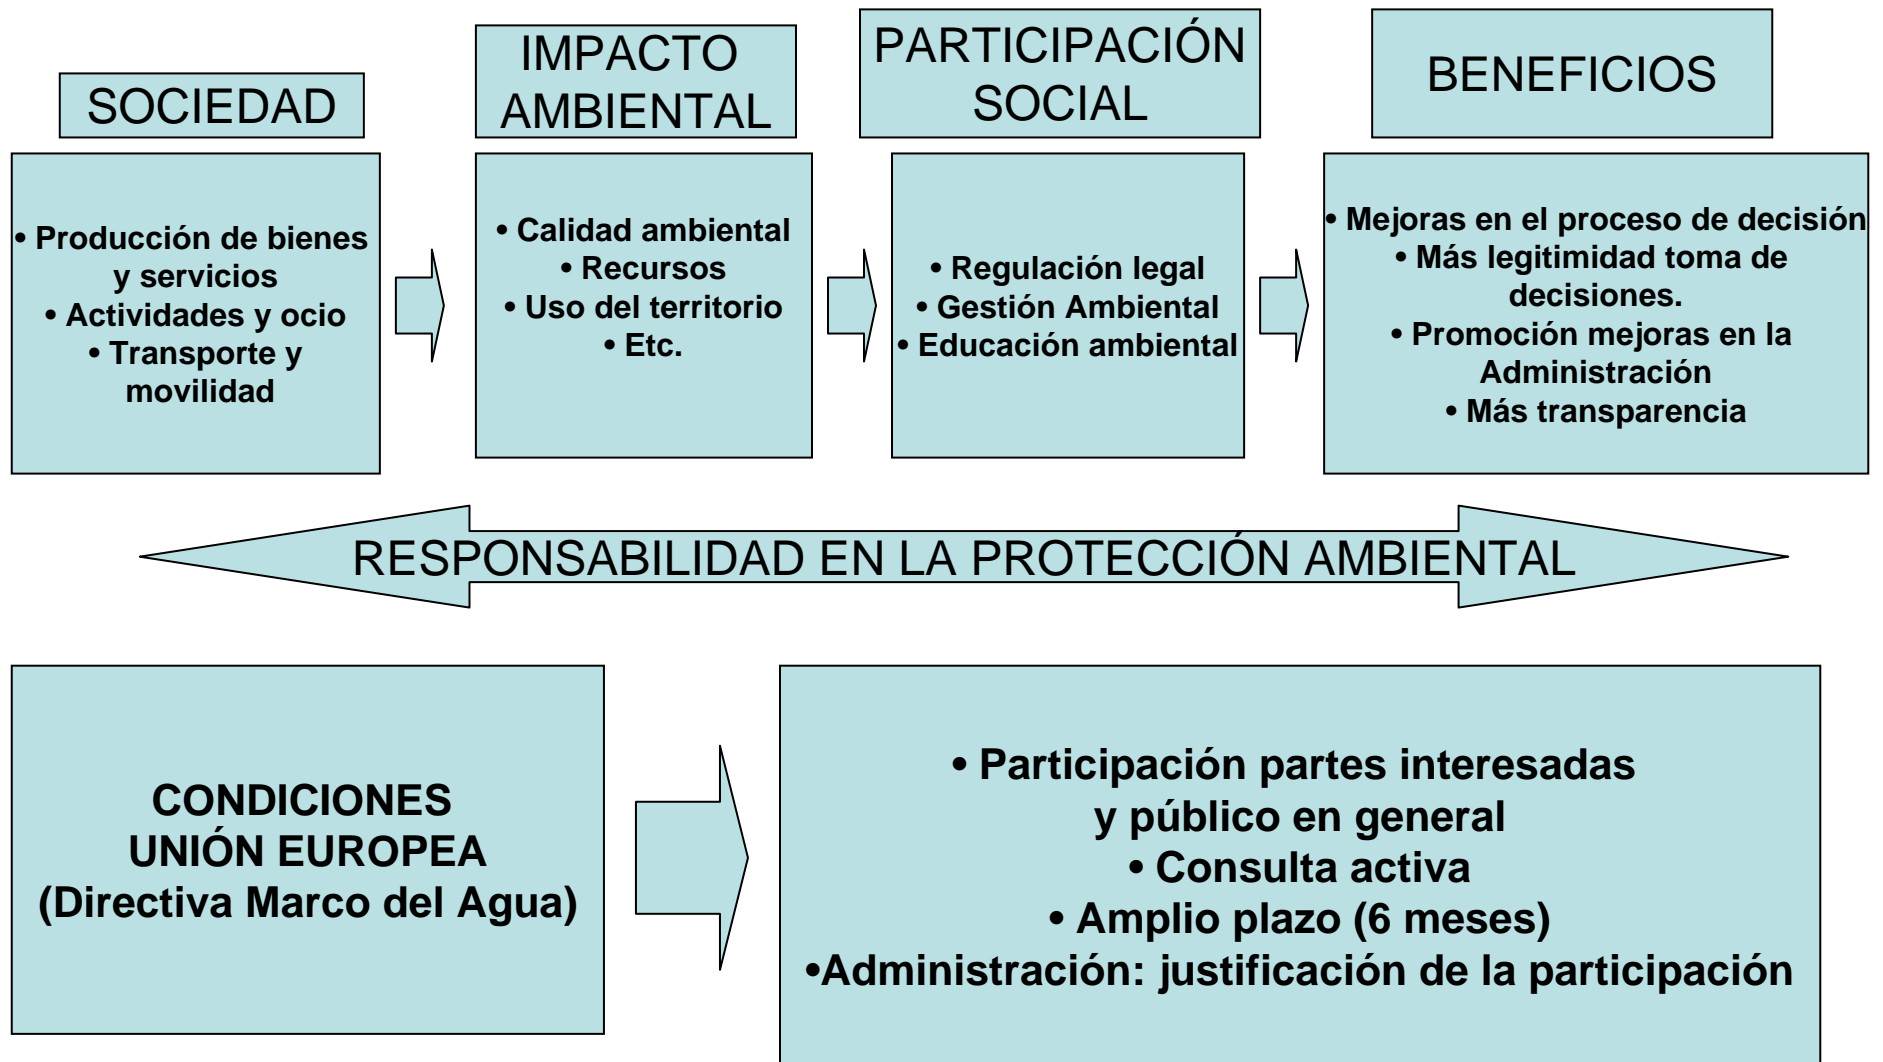 SOCIEDAD
IMPACTO
AMBIENTAL
PARTICIPACIÓN
SOCIAL
BENEFICIOS
• Producción de bienes
y servicios
• Actividades y ocio
• Transporte y
movilidad
• Calidad ambiental
• Recursos
• Uso del territorio
• Etc.
• Regulación legal
• Gestión Ambiental
• Educación ambiental
• Mejoras en el proceso de decisión
• Más legitimidad toma de
decisiones.
• Promoción mejoras en la
Administración
• Más transparencia
RESPONSABILIDAD EN LA PROTECCIÓN AMBIENTAL
CONDICIONES
UNIÓN EUROPEA
(Directiva Marco del Agua)
• Participación partes interesadas
y público en general
• Consulta activa
• Amplio plazo (6 meses)
•Administración: justificación de la participación